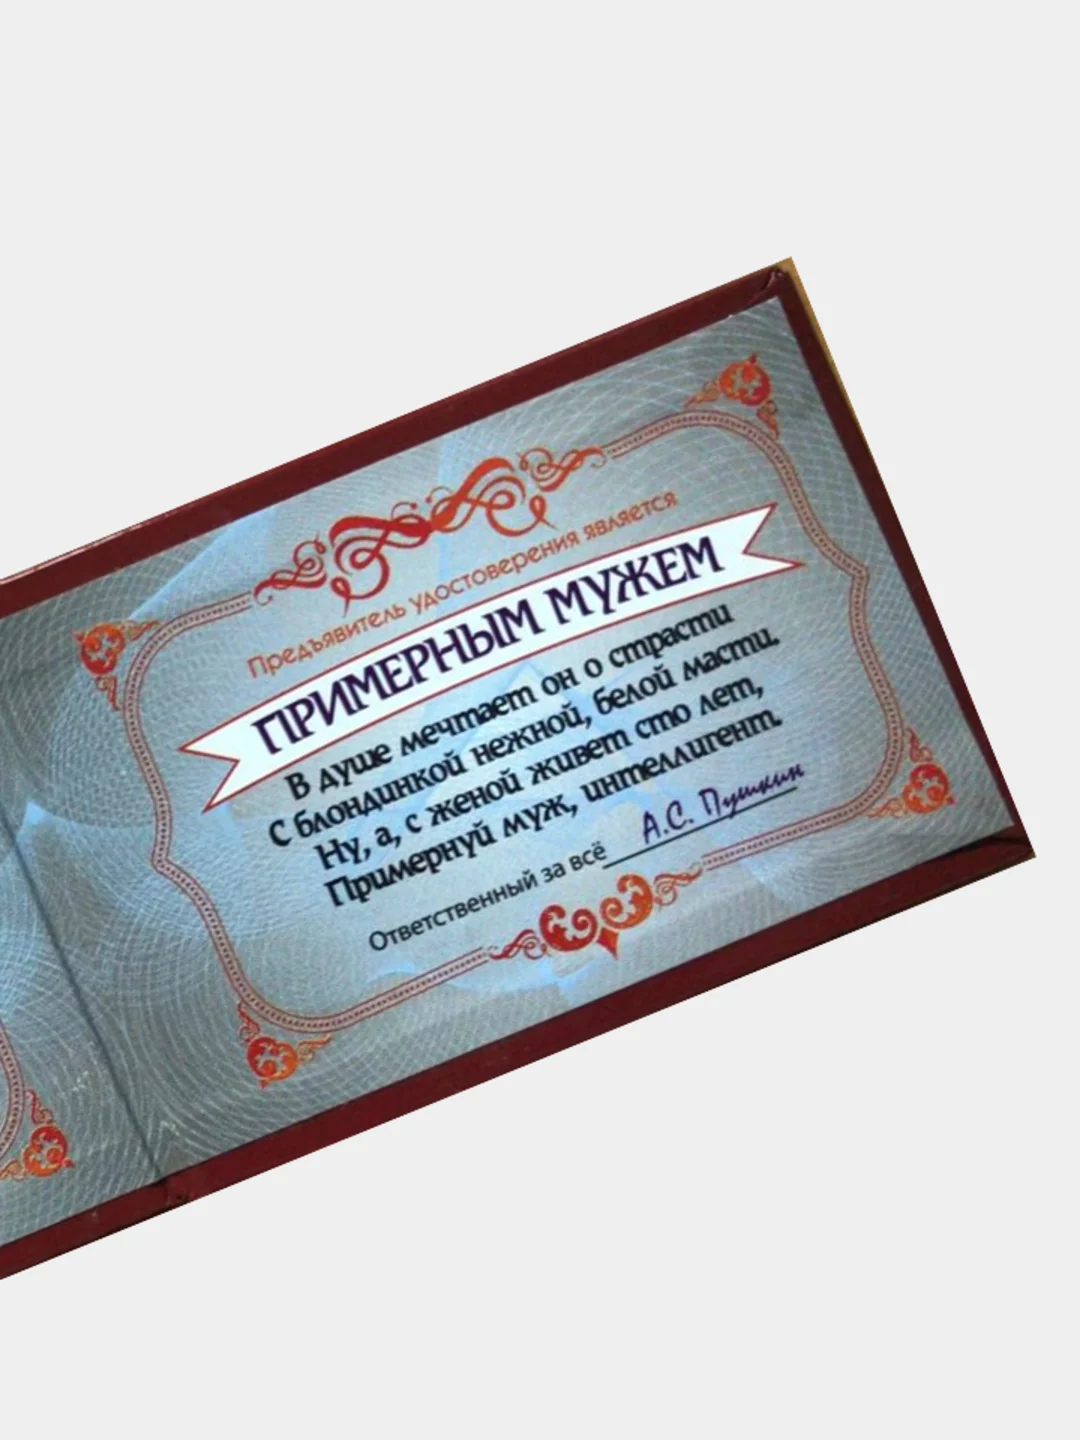 Предъявитель удостоверения является
ПРИМЕРНЫМ МУЖЕМ
В душе мечтает он о страсти
С блондинкой нежной, белой масти.
Ну, а, с женой живет сто лет,
Примернуй муж, интеллигент.
Ответственный за всё А.С. Пушкин